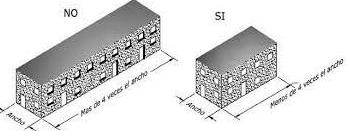 NO
SI
Ancho
Mas de 4 veces el ancho
Ancho
Menos de 4 veces el ancho